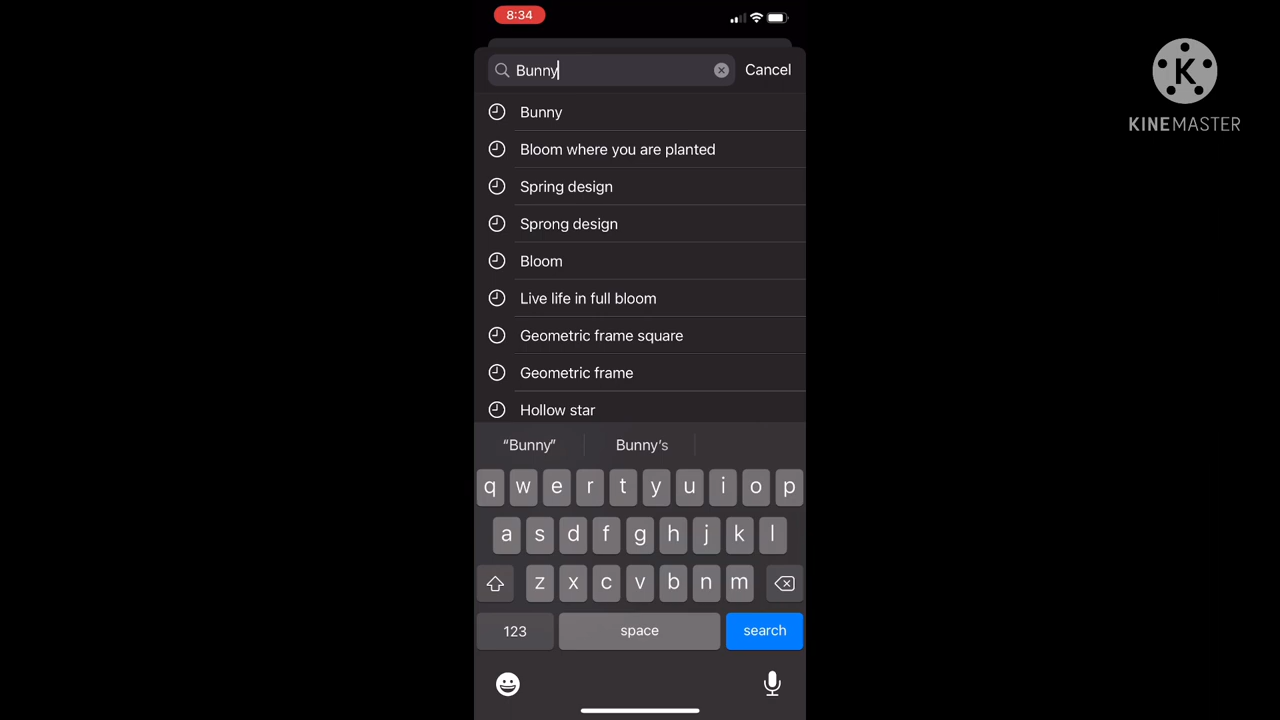 8:34
Bunny
Cancel
K
KINEMASTER
Bunny
Bloom where you are planted
Spring design
Sprong design
Bloom
Live life in full bloom
Geometric frame square
Geometric frame
Hollow star
“Bunny” Bunny’s
q w e r t y u i o p
a s d f g h j k l
z x c v b n m
123 space search